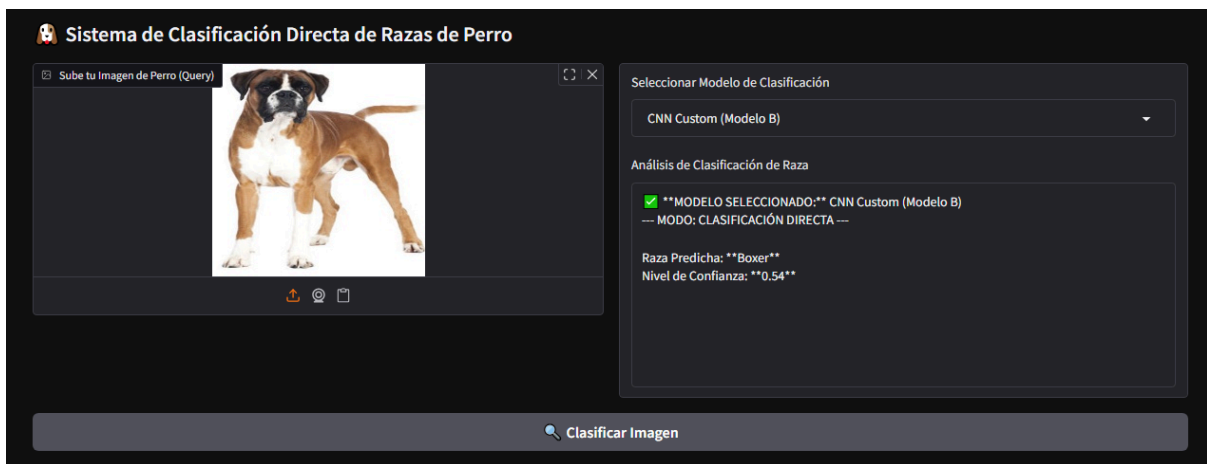 Sistema de Clasificación Directa de Razas de Perro
Sube tu Imagen de Perro (Query)
Seleccionar Modelo de Clasificación
CNN Custom (Modelo B)
Análisis de Clasificación de Raza
**MODELO SELECCIONADO:** CNN Custom (Modelo B)
--- MODO: CLASIFICACIÓN DIRECTA ---
Raza Predicha: **Boxer**
Nivel de Confianza: **0.54**
Clasificar Imagen